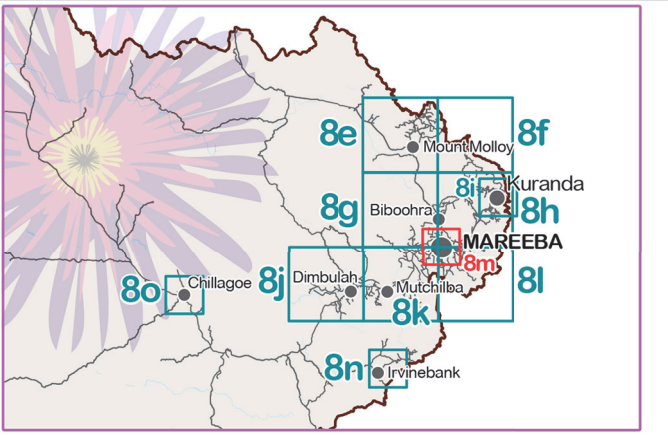 8e
8f
Mount Molloy
8i
Kuranda
8g
8h
Biboohra
MAREEBA
8m
8o
Chillagoe
8j
Dimbulah
Mutchilba
8l
8k
8n
Irvinebank